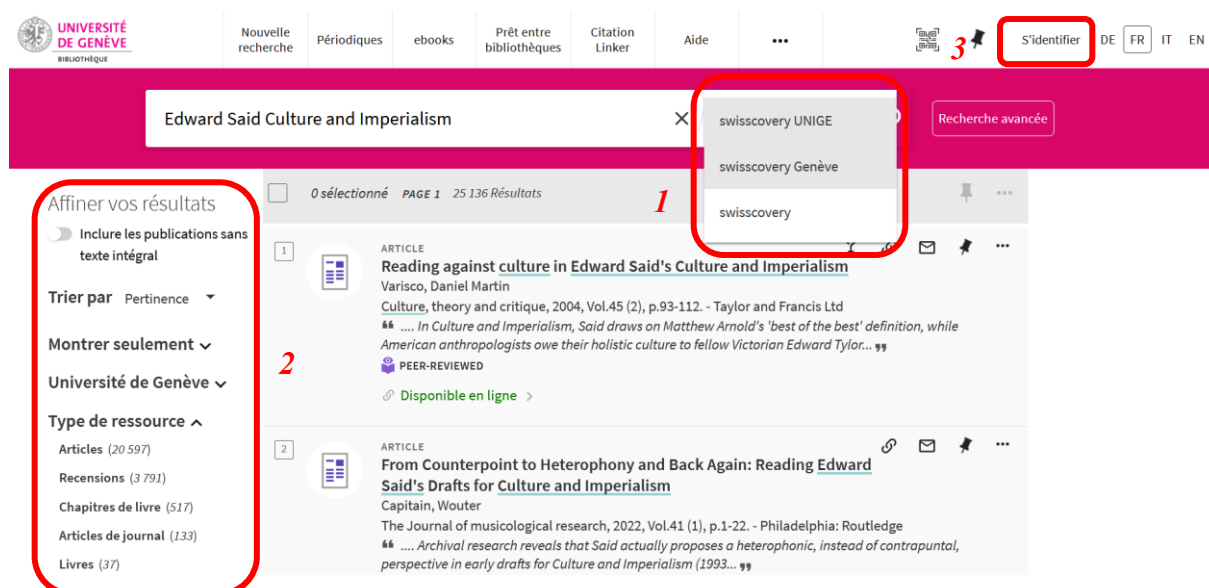 UNIVERSITÉ
DE GENÈVE
BIBLIOTHÈQUE
Nouvelle
recherche
Périodiques
ebooks
Prêt entre
bibliothèques
Citation
Linker
Aide
•••
3
S'identifier
DE
FR
IT
EN
Edward Said Culture and Imperialism
swisscovery UNIGE
swisscovery Genève
swisscovery
Recherche avancée
1
Affiner vos résultats
Inclure les publications sans
texte intégral
Trier par Pertinence
Montrer seulement
Université de Genève
Type de ressource
Articles (20 597)
Recensions (3 791)
Chapitres de livre (517)
Articles de journal (133)
Livres (37)
2
0 sélectionné PAGE 1 25 136 Résultats
1
ARTICLE
Reading against culture in Edward Said's Culture and Imperialism
Varisco, Daniel Martin
Culture, theory and critique, 2004, Vol.45 (2), p.93-112. - Taylor and Francis Ltd
❝ .... In Culture and Imperialism, Said draws on Matthew Arnold's 'best of the best' definition, while
American anthropologists owe their holistic culture to fellow Victorian Edward Tylor... ❞
PEER-REVIEWED
Disponible en ligne >
2
ARTICLE
From Counterpoint to Heterophony and Back Again: Reading Edward
Said's Drafts for Culture and Imperialism
Capitain, Wouter
The Journal of musicological research, 2022, Vol.41 (1), p.1-22. - Philadelphia: Routledge
❝ .... Archival research reveals that Said actually proposes a heterophonic, instead of contrapuntal,
perspective in early drafts for Culture and Imperialism (1993... ❞